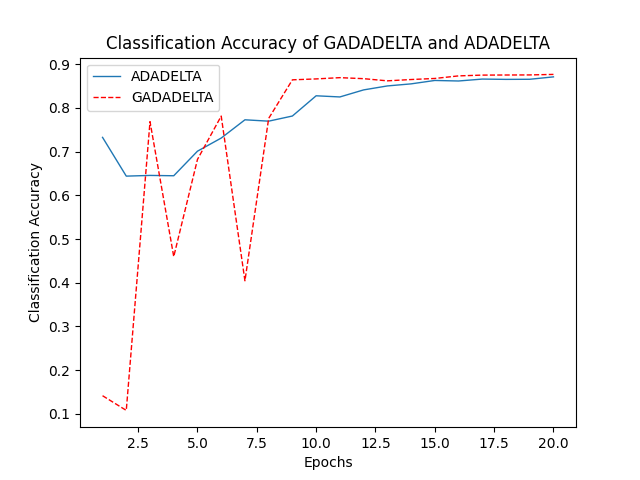 Classification Accuracy of GADADELTA and ADADELTA
ADADELTA
GADADELTA
Classification Accuracy
0.9
0.8
0.7
0.6
0.5
0.4
0.3
0.2
0.1
2.5 5.0 7.5 10.0 12.5 15.0 17.5 20.0
Epochs